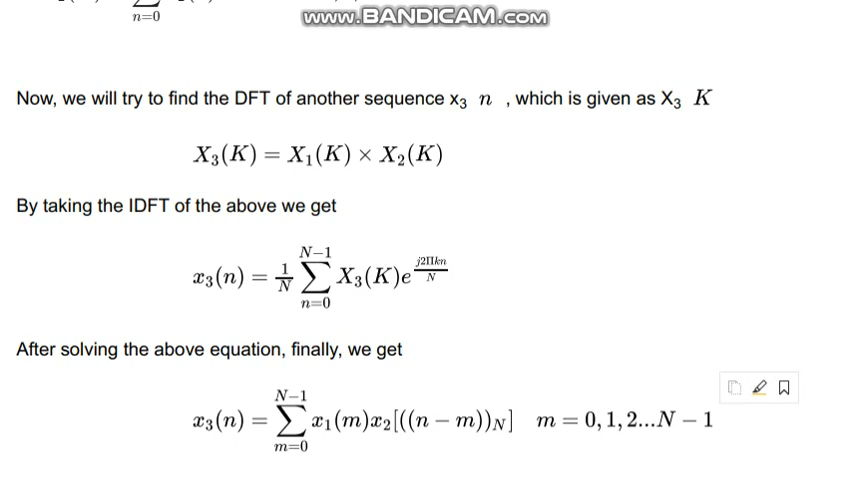 n=0
www.BANDICAM.com
Now, we will try to find the DFT of another sequence x₃ n , which is given as X₃ K
X₃(K) = X₁(K) × X₂(K)
By taking the IDFT of the above we get
x₃(n) = 1/N ∑_{n=0}^{N−1} X₃(K)e^{j2Πkn/N}
After solving the above equation, finally, we get
x₃(n) = ∑_{m=0}^{N−1} x₁(m)x₂[((n − m))_N] m = 0, 1, 2...N − 1